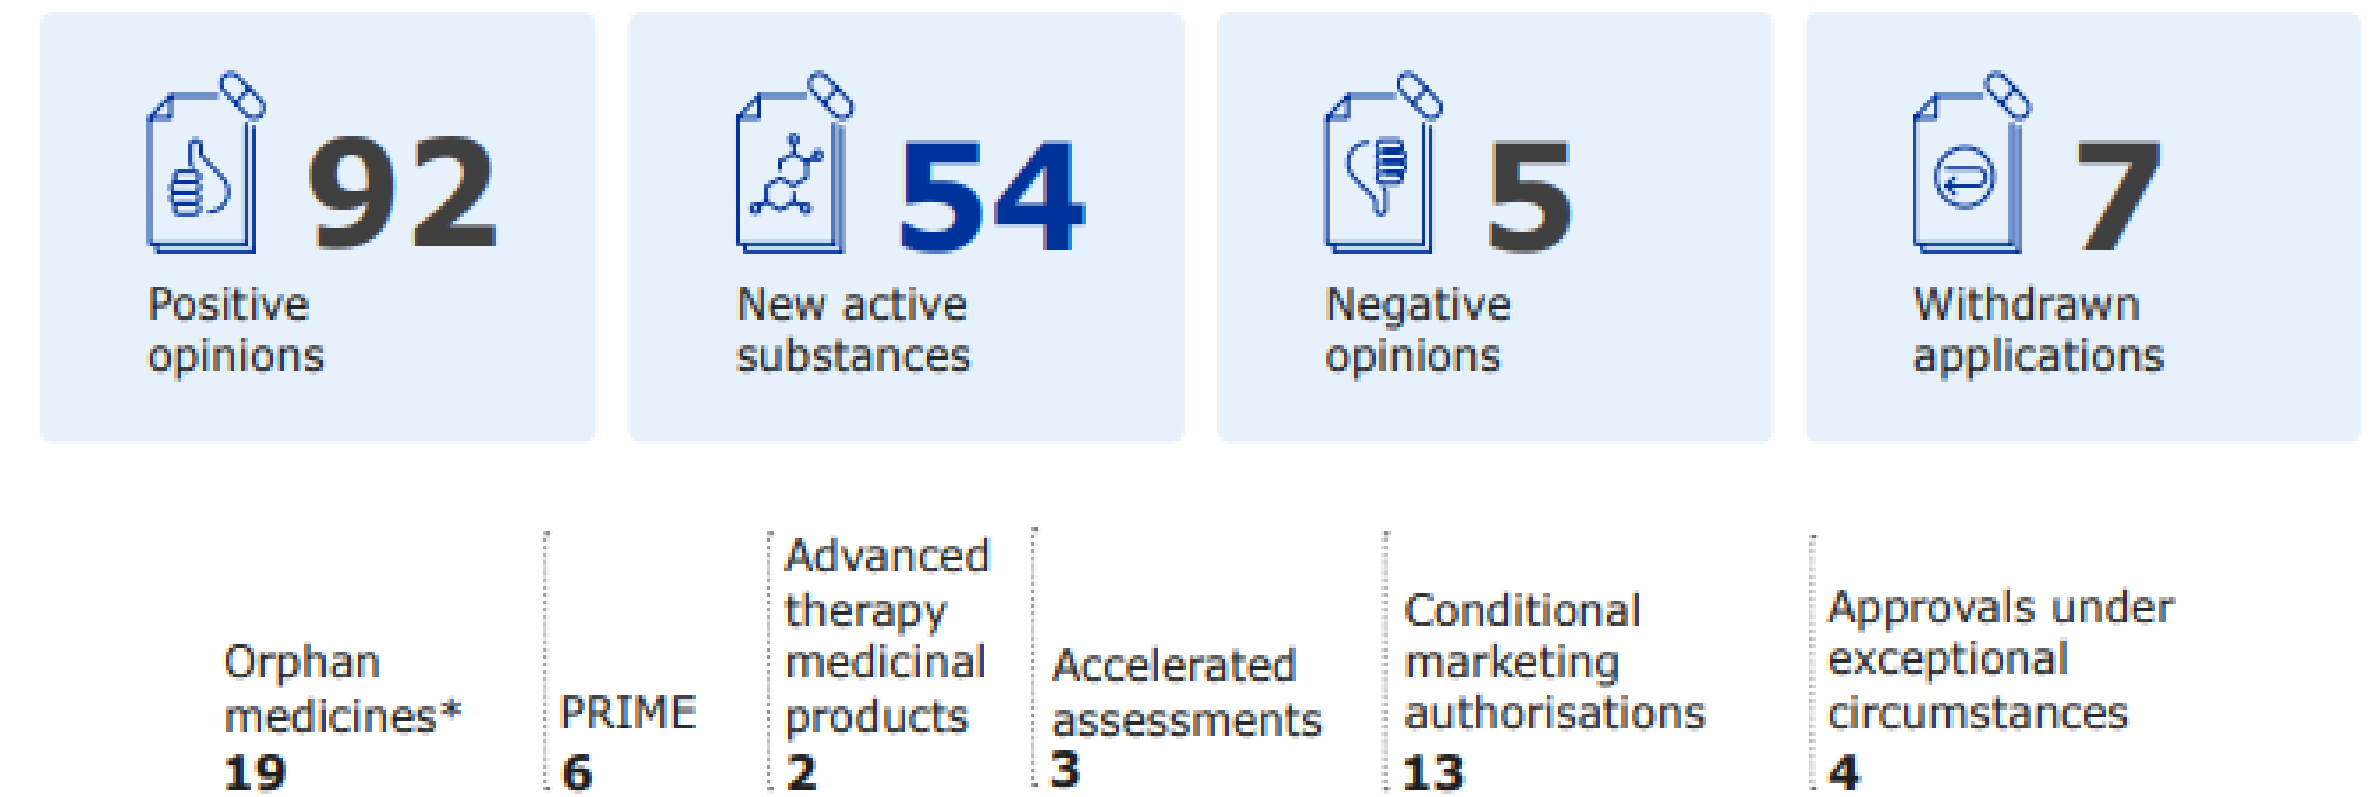 92
Positive
opinions
54
New active
substances
5
Negative
opinions
7
Withdrawn
applications
Orphan
medicines*
19
PRIME
6
Advanced
therapy
medicinal
products
2
Accelerated
assessments
3
Conditional
marketing
authorisations
13
Approvals under
exceptional
circumstances
4